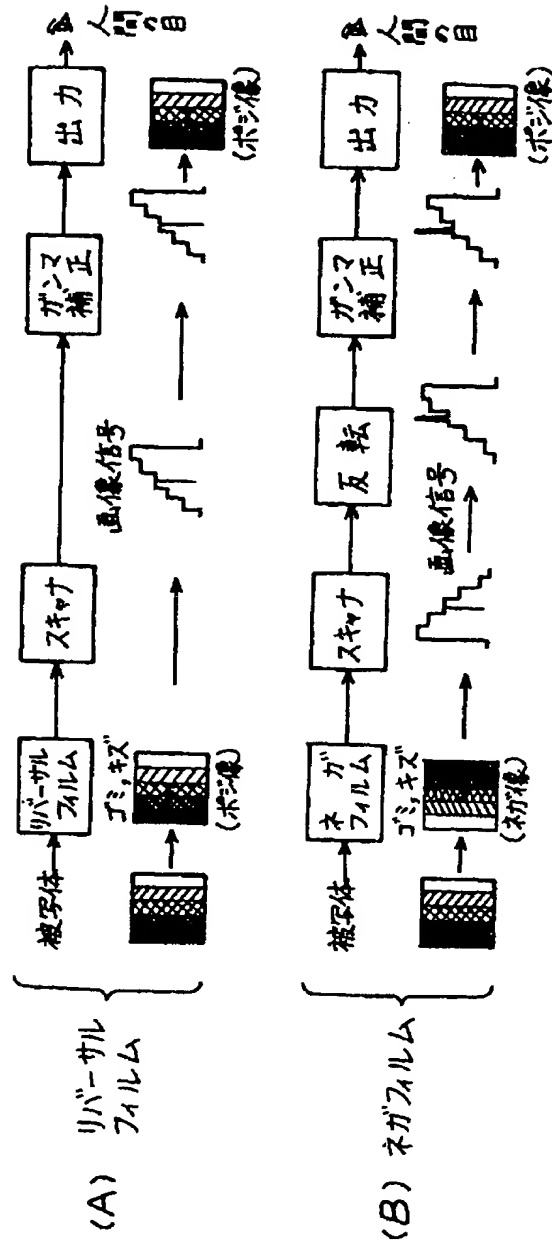 (A) リバーサル
フィルム
被写体
リバーサル
フィルム
スキャナ
ガンマ
補正
出力
人間の目
ゴミ,キズ
(ポジ像)
画像信号
(ポジ像)
(B) ネガフィルム
被写体
ネガ
フィルム
スキャナ
反転
ガンマ
補正
出力
人間の目
ゴミ,キズ
(ネガ像)
画像信号
(ポジ像)